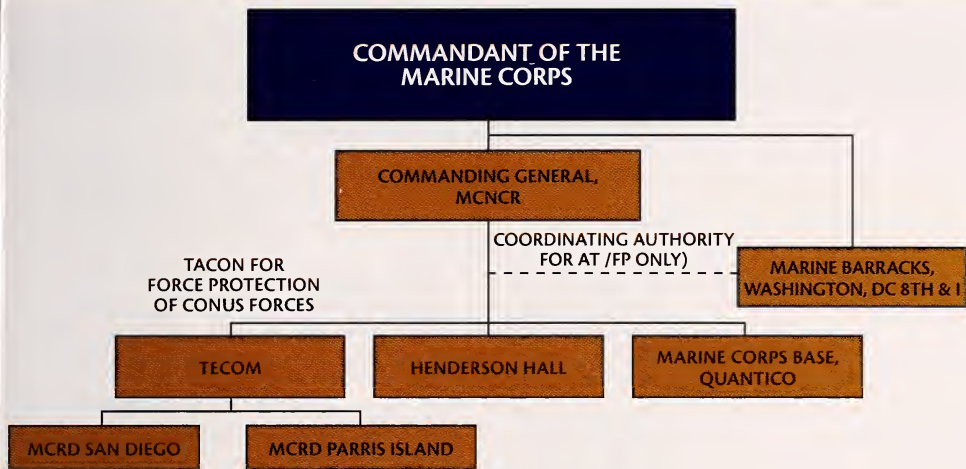 COMMANDANT OF THE
MARINE CORPS
COMMANDING GENERAL,
MCNCR
COORDINATING AUTHORITY
FOR AT /FP ONLY)
MARINE BARRACKS,
WASHINGTON, DC 8TH & I
TACON FOR
FORCE PROTECTION
OF CONUS FORCES
TECOM
HENDERSON HALL
MARINE CORPS BASE,
QUANTICO
MCRD SAN DIEGO
MCRD PARRIS ISLAND